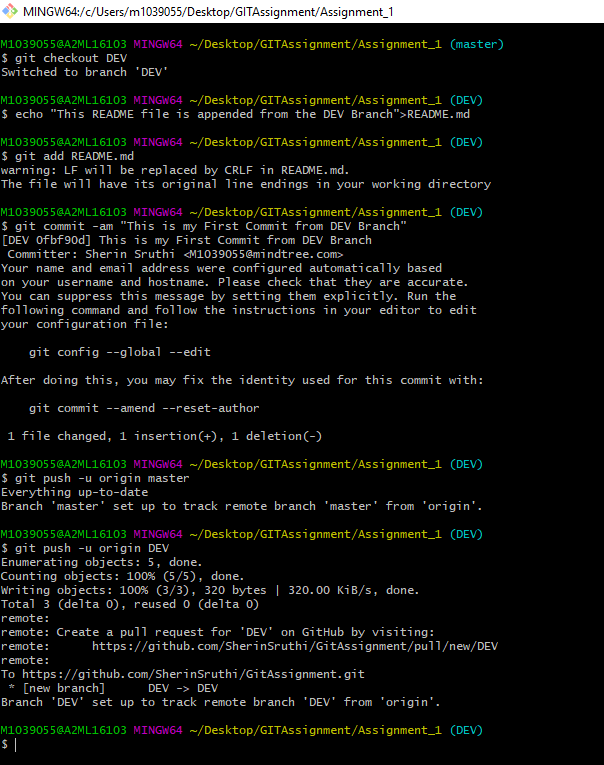 MINGW64:/c/Users/m1039055/Desktop/GITAssignment/Assignment_1
M1039055@A2ML16103 MINGW64 ~/Desktop/GITAssignment/Assignment_1 (master)
$ git checkout DEV
Switched to branch 'DEV'
M1039055@A2ML16103 MINGW64 ~/Desktop/GITAssignment/Assignment_1 (DEV)
$ echo "This README file is appended from the DEV Branch">README.md
M1039055@A2ML16103 MINGW64 ~/Desktop/GITAssignment/Assignment_1 (DEV)
$ git add README.md
warning: LF will be replaced by CRLF in README.md.
The file will have its original line endings in your working directory
M1039055@A2ML16103 MINGW64 ~/Desktop/GITAssignment/Assignment_1 (DEV)
$ git commit -am "This is my First Commit from DEV Branch"
[DEV 0fbf90d] This is my First Commit from DEV Branch
Committer: Sherin Sruthi <M1039055@mindtree.com>
Your name and email address were configured automatically based
on your username and hostname. Please check that they are accurate.
You can suppress this message by setting them explicitly. Run the
following command and follow the instructions in your editor to edit
your configuration file:
git config --global --edit
After doing this, you may fix the identity used for this commit with:
git commit --amend --reset-author
1 file changed, 1 insertion(+), 1 deletion(-)
M1039055@A2ML16103 MINGW64 ~/Desktop/GITAssignment/Assignment_1 (DEV)
$ git push -u origin master
Everything up-to-date
Branch 'master' set up to track remote branch 'master' from 'origin'.
M1039055@A2ML16103 MINGW64 ~/Desktop/GITAssignment/Assignment_1 (DEV)
$ git push -u origin DEV
Enumerating objects: 5, done.
Counting objects: 100% (5/5), done.
Writing objects: 100% (3/3), 320 bytes | 320.00 KiB/s, done.
Total 3 (delta 0), reused 0 (delta 0)
remote:
remote: Create a pull request for 'DEV' on GitHub by visiting:
remote: https://github.com/SherinSruthi/GitAssignment/pull/new/DEV
remote:
To https://github.com/SherinSruthi/GitAssignment.git
* [new branch] DEV -> DEV
Branch 'DEV' set up to track remote branch 'DEV' from 'origin'.
M1039055@A2ML16103 MINGW64 ~/Desktop/GITAssignment/Assignment_1 (DEV)
$